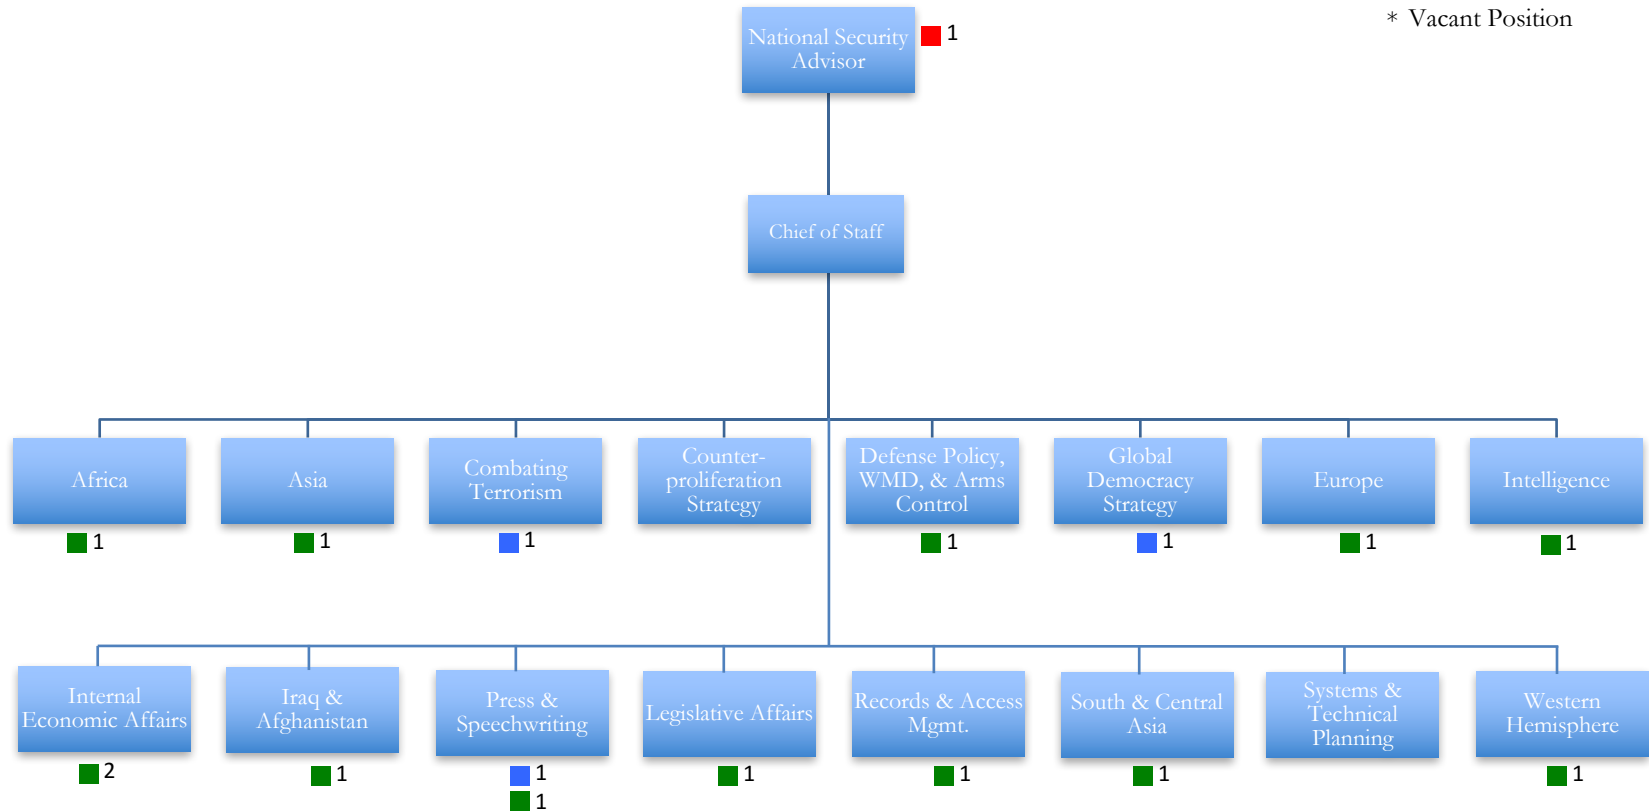 * Vacant Position
National Security
Advisor
1
Chief of Staff
Africa
1
Asia
1
Combating
Terrorism
1
Counter-
proliferation
Strategy
Defense Policy,
WMD, & Arms
Control
1
Global
Democracy
Strategy
1
Europe
1
Intelligence
1
Internal
Economic Affairs
2
Iraq &
Afghanistan
1
Press &
Speechwriting
1
1
Legislative Affairs
1
Records & Access
Mgmt.
1
South & Central
Asia
1
Systems &
Technical
Planning
Western
Hemisphere
1